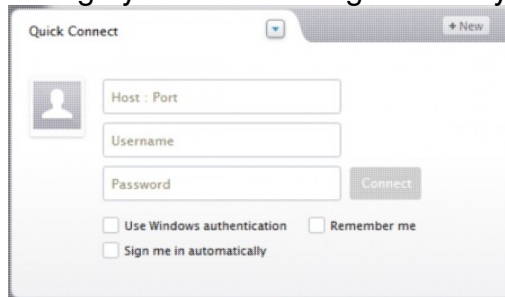 Quick Connect
+ New
Host : Port
Username
Password
Connect
Use Windows authentication Remember me
Sign me in automatically